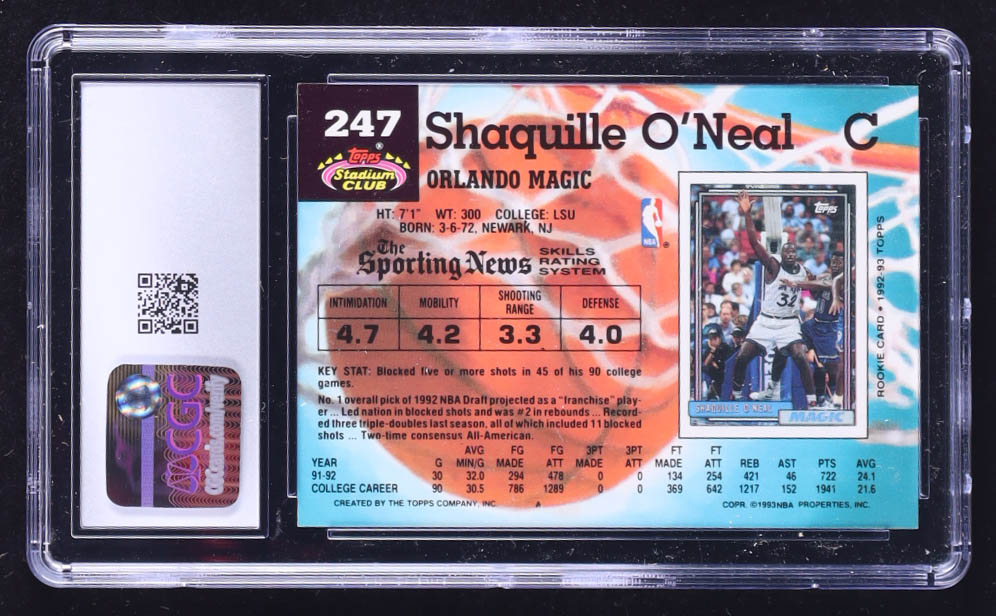 247
Shaquille O'Neal C
Topps
Stadium
CLUB
ORLANDO MAGIC
HT: 7'1" WT: 300 COLLEGE: LSU
BORN: 3-6-72, NEWARK, NJ
NBA
The Sporting News SKILLS RATING SYSTEM
INTIMIDATION MOBILITY SHOOTING RANGE DEFENSE
4.7 4.2 3.3 4.0
KEY STAT: Blocked five or more shots in 45 of his 90 college
games.
No. 1 overall pick of 1992 NBA Draft projected as a "franchise" play-
er ... Led nation in blocked shots and was #2 in rebounds ... Record-
ed three triple-doubles last season, all of which included 11 blocked
shots ... Two-time consensus All-American.
AVG FG FG 3PT 3PT FT FT
YEAR G MIN/G MADE ATT MADE ATT MADE ATT REB AST PTS AVG
91-92 30 32.0 294 478 0 0 134 254 421 46 722 24.1
COLLEGE CAREER 90 30.5 786 1289 0 0 369 642 1217 152 1941 21.6
CREATED BY THE TOPPS COMPANY, INC. A COPR. ©1993 NBA PROPERTIES, INC.
Topps
32
SHAQUILLE O'NEAL
MAGIC
ROOKIE CARD • 1992-93 TOPPS
CGC